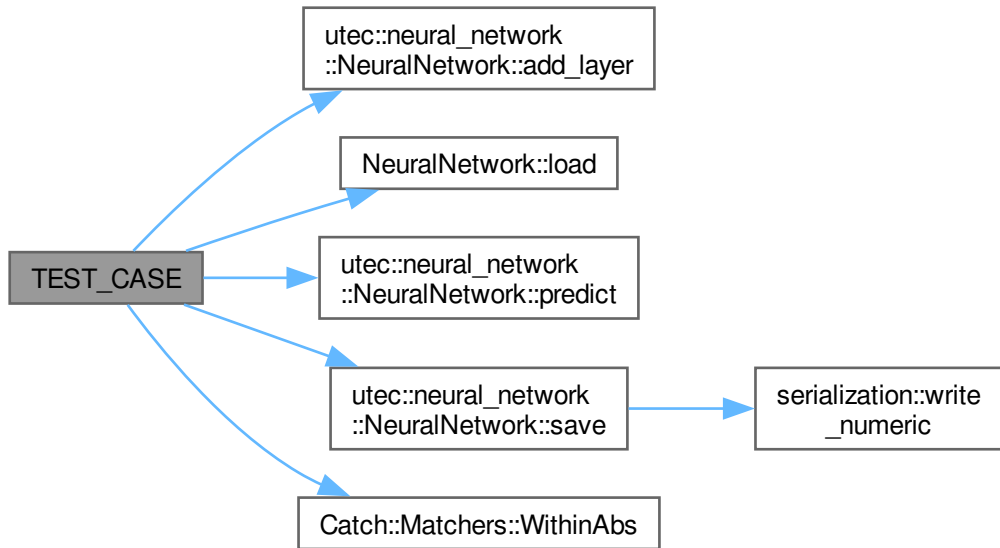 utec::neural_network
::NeuralNetwork::add_layer
NeuralNetwork::load
TEST_CASE
utec::neural_network
::NeuralNetwork::predict
utec::neural_network
::NeuralNetwork::save
serialization::write
_numeric
Catch::Matchers::WithinAbs